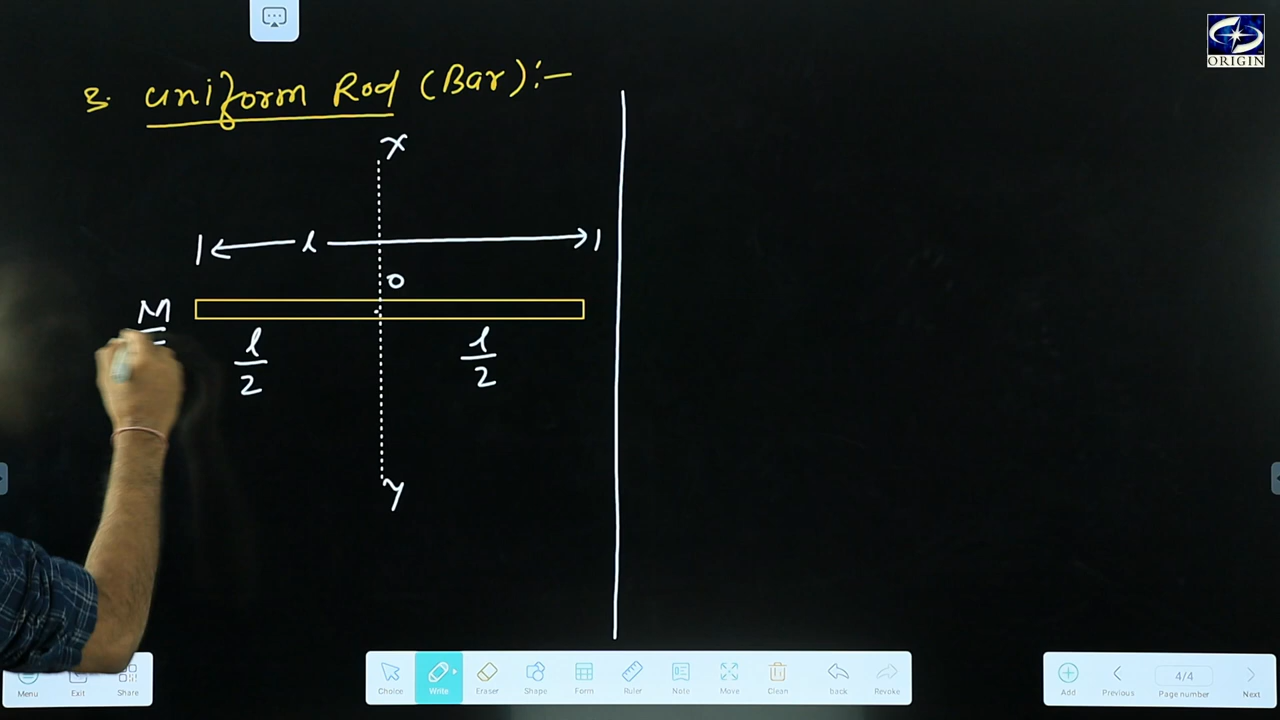 3. Uniform Rod (Bar):-
X
l
O
M
l/2
l/2
Y
ORIGIN
Menu
Exit
Share
Choice
Write
Eraser
Shape
Form
Ruler
Note
Move
Clean
back
Revoke
Add
Previous
4/4
Page number
Next